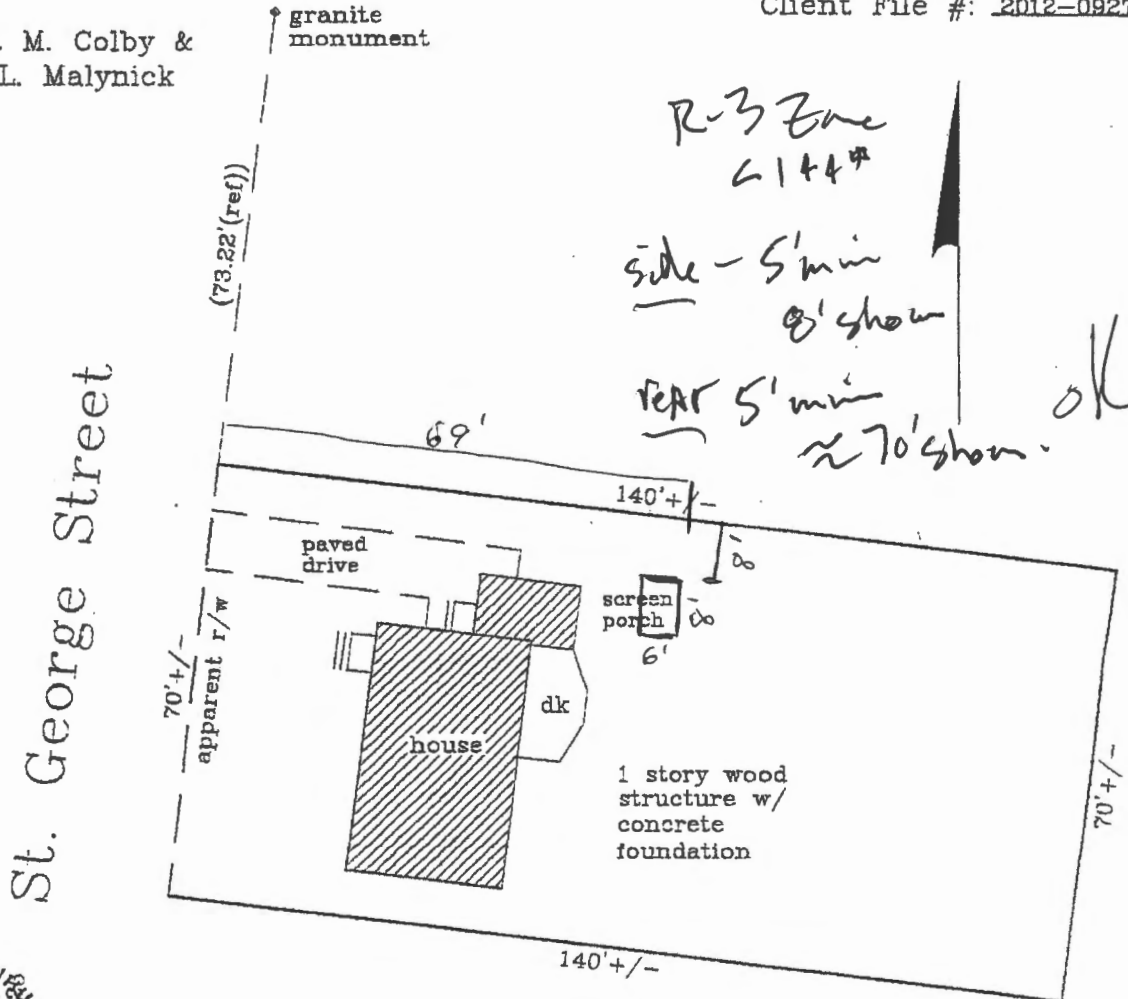 . M. Colby &
L. Malynick
granite
monument
Client File #: 2012-0927
(73.22'(ref))
R-3 Zone
<144#
side - 5' min
8' shown
rear 5' min
≈ 70' shown.
OK
St. George Street
69'
140'+/-
8'
paved
drive
screen
porch
8'
6'
70'+/-
apparent r/w
dk
house
1 story wood
structure w/
concrete
foundation
70'+/-
140'+/-